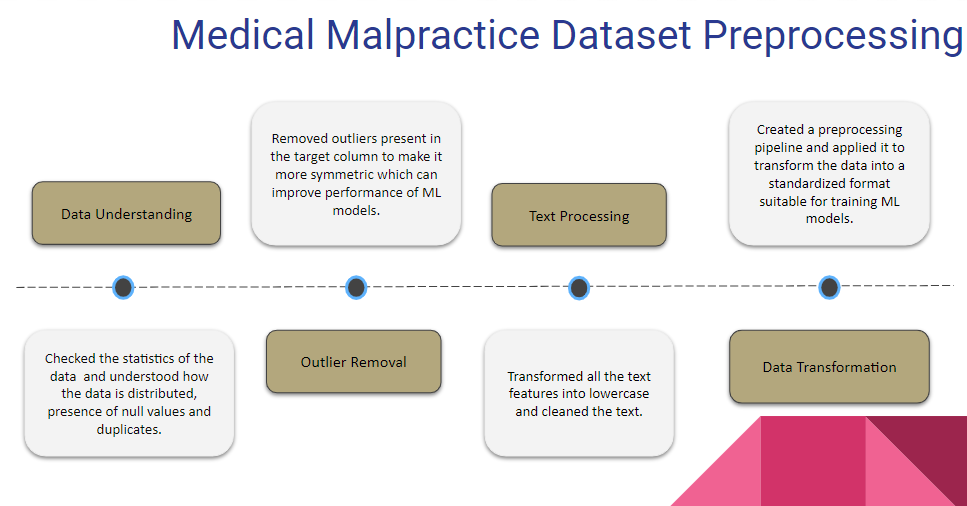 Medical Malpractice Dataset Preprocessing
Data Understanding
Checked the statistics of the
data  and understood how
the data is distributed,
presence of null values and
duplicates.
Removed outliers present in
the target column to make it
more symmetric which can
improve performance of ML
models.
Outlier Removal
Text Processing
Transformed all the text
features into lowercase
and cleaned the text.
Created a preprocessing
pipeline and applied it to
transform the data into a
standardized format
suitable for training ML
models.
Data Transformation